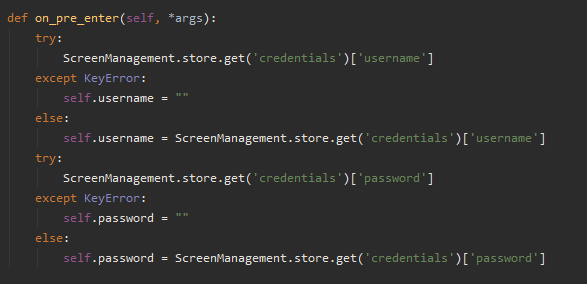 def on_pre_enter(self, *args):
    try:
        ScreenManagement.store.get('credentials')['username']
    except KeyError:
        self.username = ""
    else:
        self.username = ScreenManagement.store.get('credentials')['username']
    try:
        ScreenManagement.store.get('credentials')['password']
    except KeyError:
        self.password = ""
    else:
        self.password = ScreenManagement.store.get('credentials')['password']